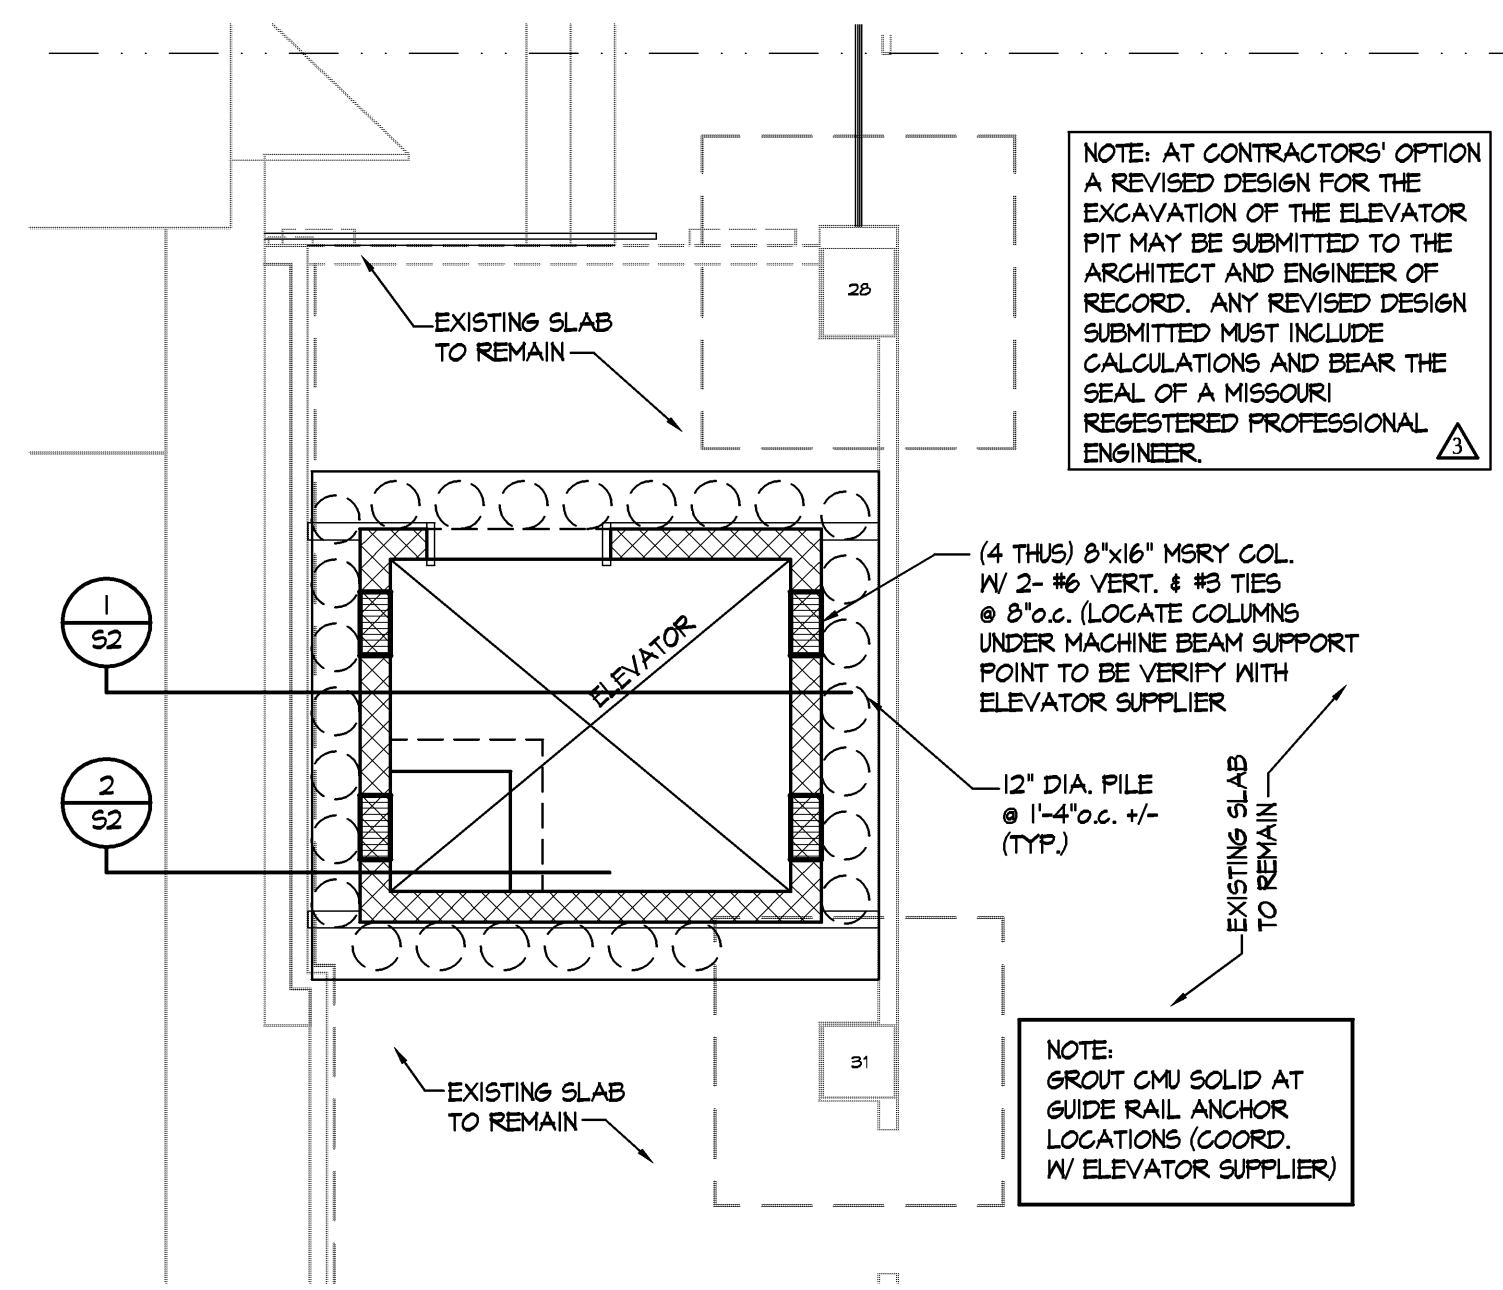 NOTE: AT CONTRACTORS' OPTION
A REVISED DESIGN FOR THE
EXCAVATION OF THE ELEVATOR
PIT MAY BE SUBMITTED TO THE
ARCHITECT AND ENGINEER OF
RECORD. ANY REVISED DESIGN
SUBMITTED MUST INCLUDE
CALCULATIONS AND BEAR THE
SEAL OF A MISSOURI
REGESTERED PROFESSIONAL
ENGINEER.
3
28
EXISTING SLAB
TO REMAIN
(4 THUS) 8"x16" MSRY COL.
W/ 2- #6 VERT. & #3 TIES
@ 8"o.c. (LOCATE COLUMNS
UNDER MACHINE BEAM SUPPORT
POINT TO BE VERIFY WITH
ELEVATOR SUPPLIER
1
S2
ELEVATOR
2
S2
12" DIA. PILE
@ 1'-4"o.c. +/-
(TYP.)
EXISTING SLAB
TO REMAIN
31
EXISTING SLAB
TO REMAIN
NOTE:
GROUT CMU SOLID AT
GUIDE RAIL ANCHOR
LOCATIONS (COORD.
W/ ELEVATOR SUPPLIER)